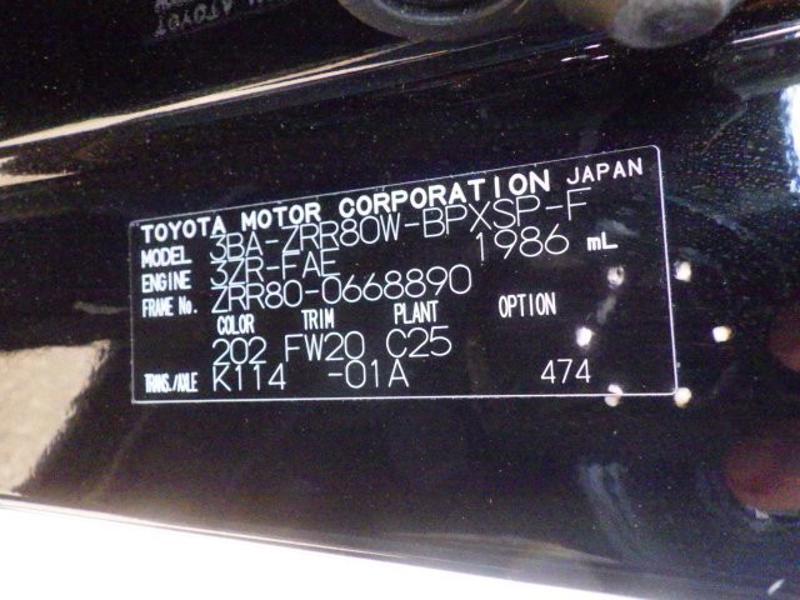 TOYOTA MOTOR CORPORATION JAPAN
MODEL 3BA-ZRR80W-BPXSP-F
ENGINE 3ZR-FAE 1986 mL
FRAME No. ZRR80-0668890
COLOR TRIM PLANT OPTION
202 FW20 C25
TRANS./AXLE K114 -01A 474